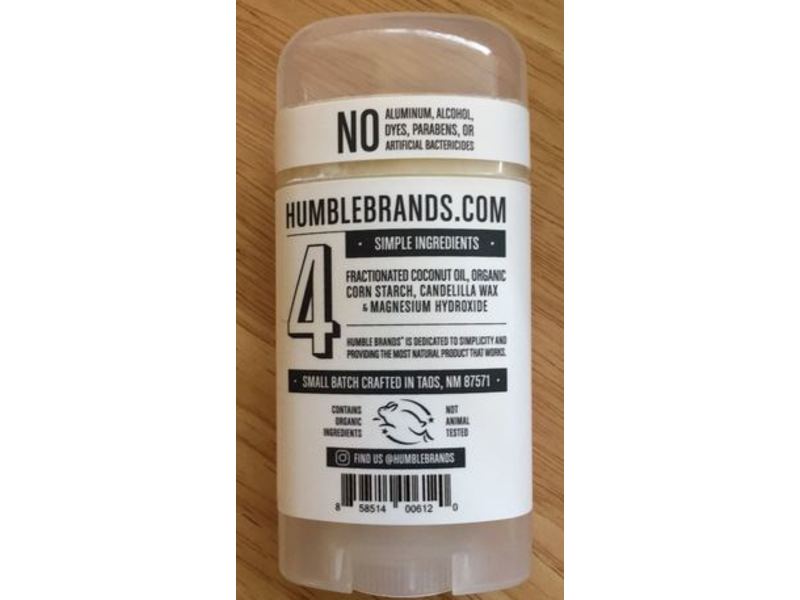 NO ALUMINUM, ALCOHOL,
DYES, PARABENS, OR
ARTIFICIAL BACTERICIDES
HUMBLEBRANDS.COM
4
· SIMPLE INGREDIENTS ·
FRACTIONATED COCONUT OIL, ORGANIC
CORN STARCH, CANDELILLA WAX
& MAGNESIUM HYDROXIDE
HUMBLE BRANDS® IS DEDICATED TO SIMPLICITY AND
PROVIDING THE MOST NATURAL PRODUCT THAT WORKS.
· SMALL BATCH CRAFTED IN TAOS, NM 87571 ·
CONTAINS
ORGANIC
INGREDIENTS
NOT
ANIMAL
TESTED
FIND US @HUMBLEBRANDS
8 58514 00612 0